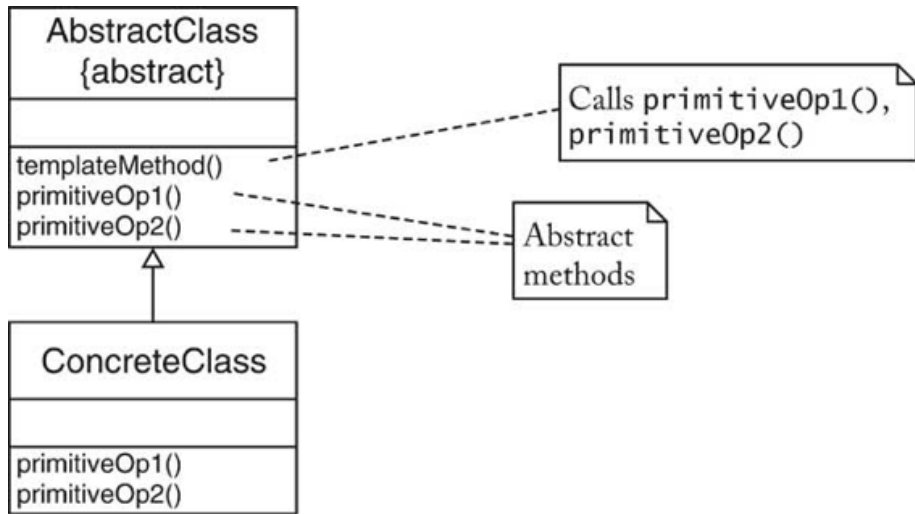 AbstractClass
{abstract}
templateMethod()
primitiveOp1()
primitiveOp2()
Calls primitiveOp1(),
primitiveOp2()
Abstract
methods
ConcreteClass
primitiveOp1()
primitiveOp2()